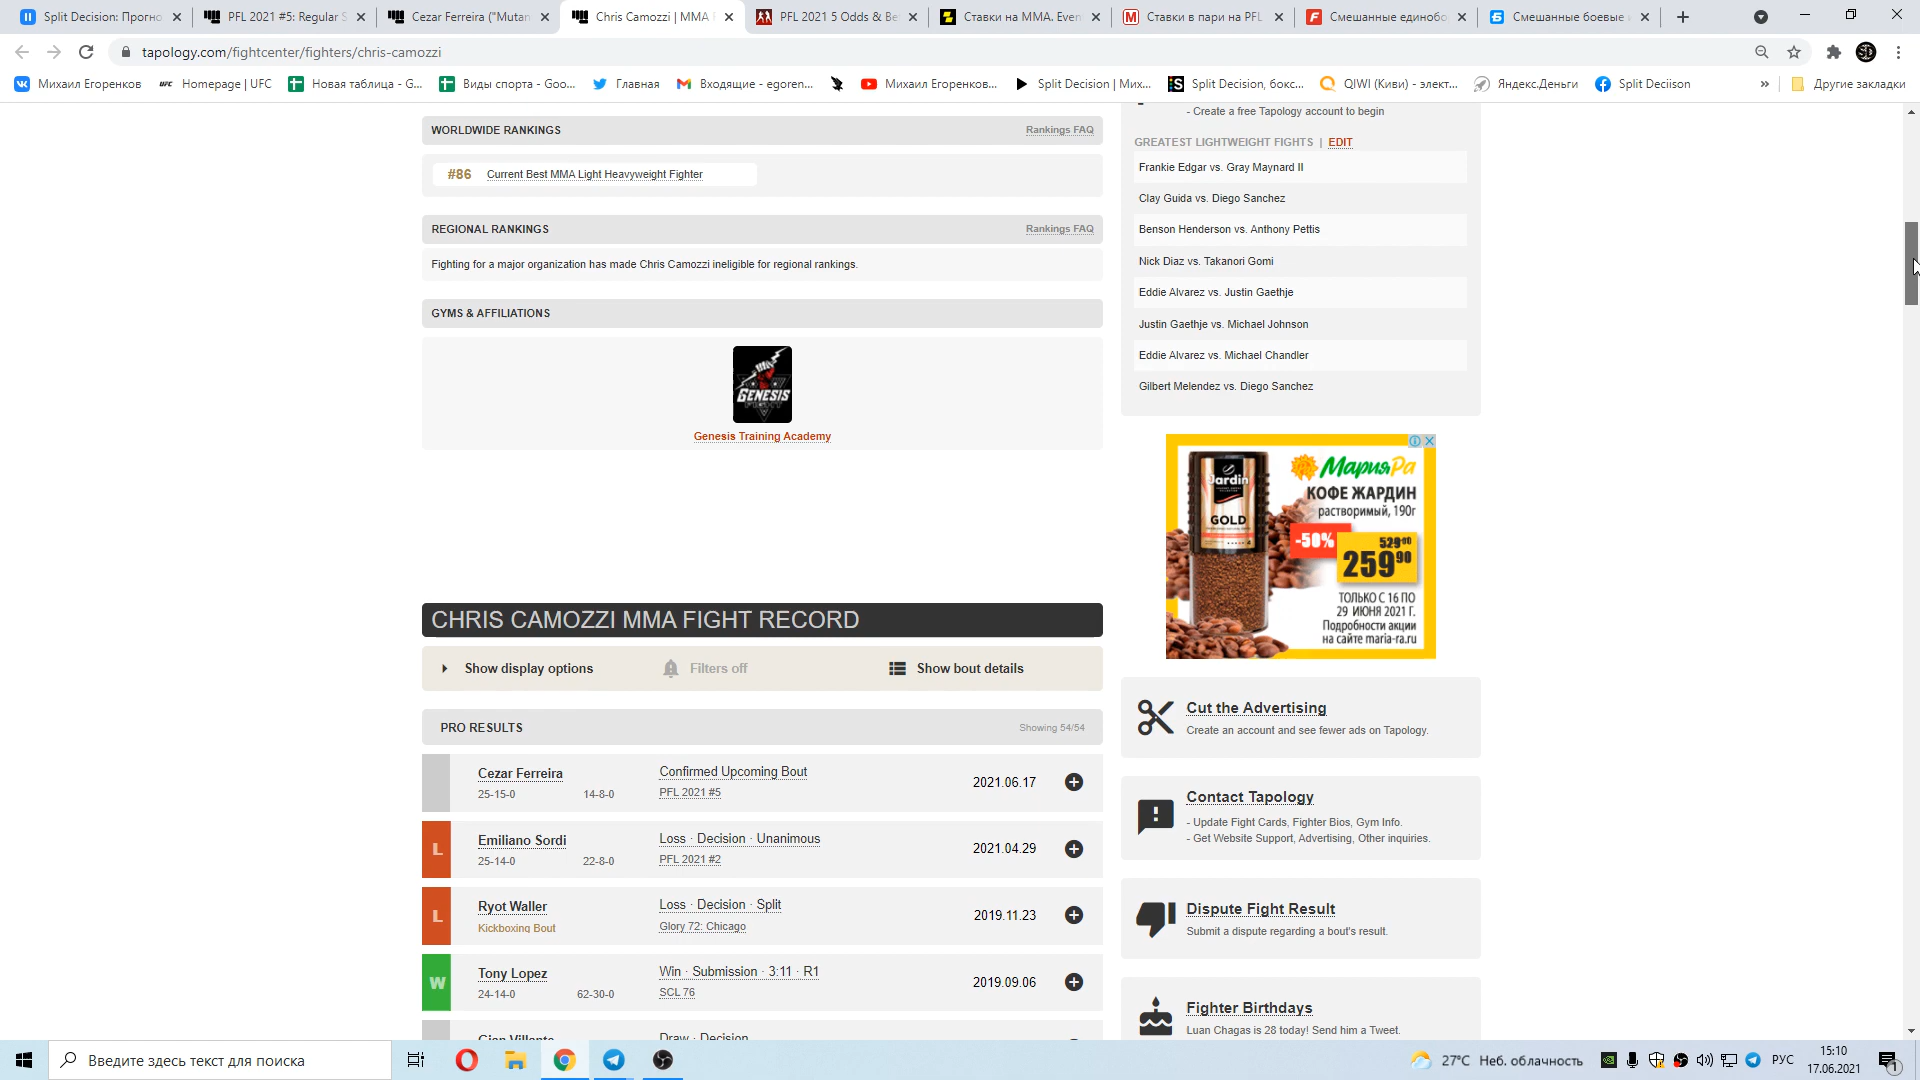 Split Decision: Прогно
PFL 2021 #5: Regular S
Cezar Ferreira ("Mutan
Chris Camozzi | MMA F
PFL 2021 5 Odds & Be
Ставки на MMA. Even
Ставки в пари на PFL
Смешанные единобо
Смешанные боевые
tapology.com/fightcenter/fighters/chris-camozzi
Михаил Егоренков
Homepage | UFC
Новая таблица - G...
Виды спорта - Goo...
Главная
Входящие - egoren...
Михаил Егоренков...
Split Decision | Мих...
Split Decision, бокс...
QIWI (Киви) - элект...
Яндекс.Деньги
Split Deciison
»
Другие закладки
WORLDWIDE RANKINGS
Rankings FAQ
#86 Current Best MMA Light Heavyweight Fighter
REGIONAL RANKINGS
Rankings FAQ
Fighting for a major organization has made Chris Camozzi ineligible for regional rankings.
GYMS & AFFILIATIONS
GENESIS
FIGHT
Genesis Training Academy
CHRIS CAMOZZI MMA FIGHT RECORD
Show display options
Filters off
Show bout details
PRO RESULTS
Showing 54/54
Cezar Ferreira
Confirmed Upcoming Bout
2021.06.17
25-15-0
14-8-0
PFL 2021 #5
L
Emiliano Sordi
Loss · Decision · Unanimous
2021.04.29
25-14-0
22-8-0
PFL 2021 #2
L
Ryot Waller
Loss · Decision · Split
2019.11.23
Kickboxing Bout
Glory 72: Chicago
W
Tony Lopez
Win · Submission · 3:11 · R1
2019.09.06
24-14-0
62-30-0
SCL 76
Gian Villante
Draw · Decision
- Create a free Tapology account to begin
GREATEST LIGHTWEIGHT FIGHTS | EDIT
Frankie Edgar vs. Gray Maynard II
Clay Guida vs. Diego Sanchez
Benson Henderson vs. Anthony Pettis
Nick Diaz vs. Takanori Gomi
Eddie Alvarez vs. Justin Gaethje
Justin Gaethje vs. Michael Johnson
Eddie Alvarez vs. Michael Chandler
Gilbert Melendez vs. Diego Sanchez
МарияРа
Jardin
GOLD
КОФЕ ЖАРДИН
растворимый, 190г
-50%
529⁰⁰
259⁹⁰
ТОЛЬКО С 16 ПО
29 ИЮНЯ 2021 Г.
Подробности акции
на сайте maria-ra.ru
Cut the Advertising
Create an account and see fewer ads on Tapology.
Contact Tapology
- Update Fight Cards, Fighter Bios, Gym Info.
- Get Website Support, Advertising, Other inquiries.
Dispute Fight Result
Submit a dispute regarding a bout's result.
Fighter Birthdays
Luan Chagas is 28 today! Send him a Tweet.
Введите здесь текст для поиска
27°C Неб. облачность
РУС
15:10
17.06.2021
1